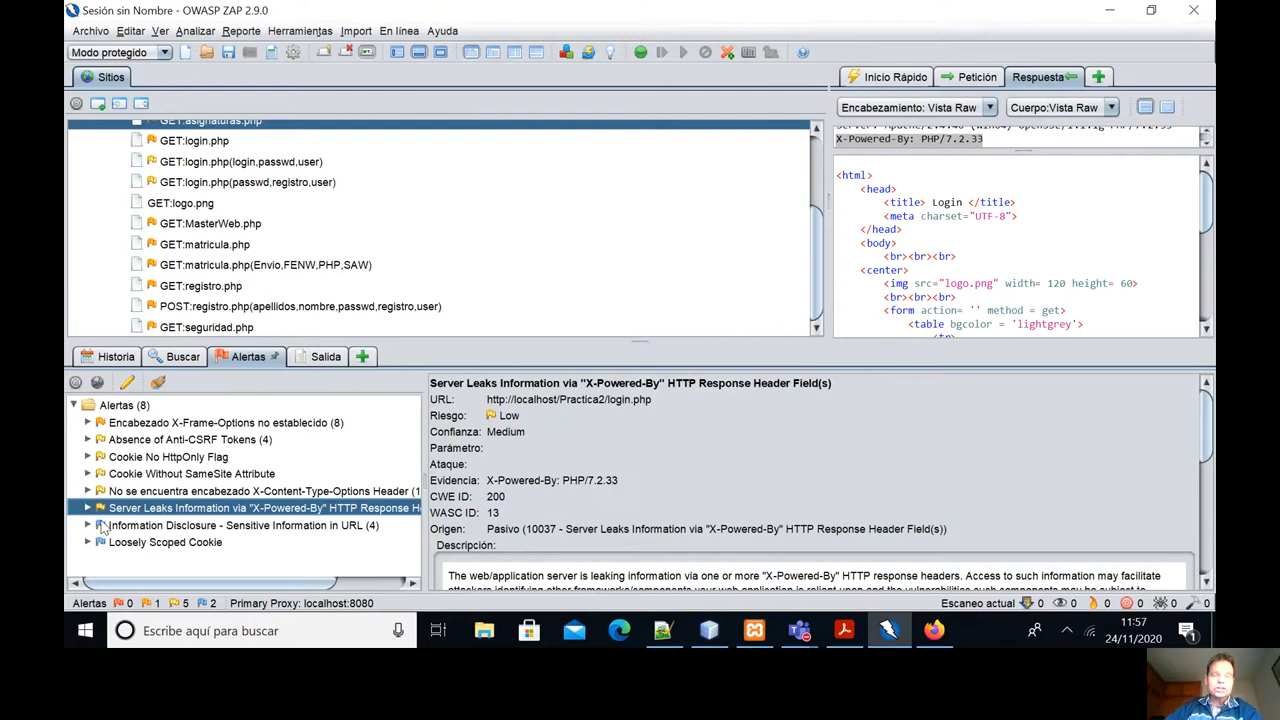 Sesión sin Nombre - OWASP ZAP 2.9.0
Archivo Editar Ver Analizar Reporte Herramientas Import En línea Ayuda
Modo protegido
Sitios
Inicio Rápido Petición Respuesta
Encabezamiento: Vista Raw Cuerpo:Vista Raw
GET:asignaturas.php
GET:login.php
GET:login.php(login,passwd,user)
GET:login.php(passwd,registro,user)
GET:logo.png
GET:MasterWeb.php
GET:matricula.php
GET:matricula.php(Envio,FENW,PHP,SAW)
GET:registro.php
POST:registro.php(apellidos,nombre,passwd,registro,user)
GET:seguridad.php
X-Powered-By: PHP/7.2.33
<html>
<head>
<title> Login </title>
<meta charset="UTF-8">
</head>
<body>
<br><br><br>
<center>
<img src="logo.png" width= 120 height= 60>
<br><br><br>
<form action= '' method = get>
<table bgcolor = 'lightgrey'>
Historia Buscar Alertas Salida
Alertas (8)
Encabezado X-Frame-Options no establecido (8)
Absence of Anti-CSRF Tokens (4)
Cookie No HttpOnly Flag
Cookie Without SameSite Attribute
No se encuentra encabezado X-Content-Type-Options Header (1
Server Leaks Information via "X-Powered-By" HTTP Response H
Information Disclosure - Sensitive Information in URL (4)
Loosely Scoped Cookie
Server Leaks Information via "X-Powered-By" HTTP Response Header Field(s)
URL: http://localhost/Practica2/login.php
Riesgo: Low
Confianza: Medium
Parámetro:
Ataque:
Evidencia: X-Powered-By: PHP/7.2.33
CWE ID: 200
WASC ID: 13
Origen: Pasivo (10037 - Server Leaks Information via "X-Powered-By" HTTP Response Header Field(s))
Descripción:
The web/application server is leaking information via one or more "X-Powered-By" HTTP response headers. Access to such information may facilitate
Alertas 0 1 5 2 Primary Proxy: localhost:8080
Escaneo actual 0 0 0 0 0 0
Escribe aquí para buscar
11:57
24/11/2020
1